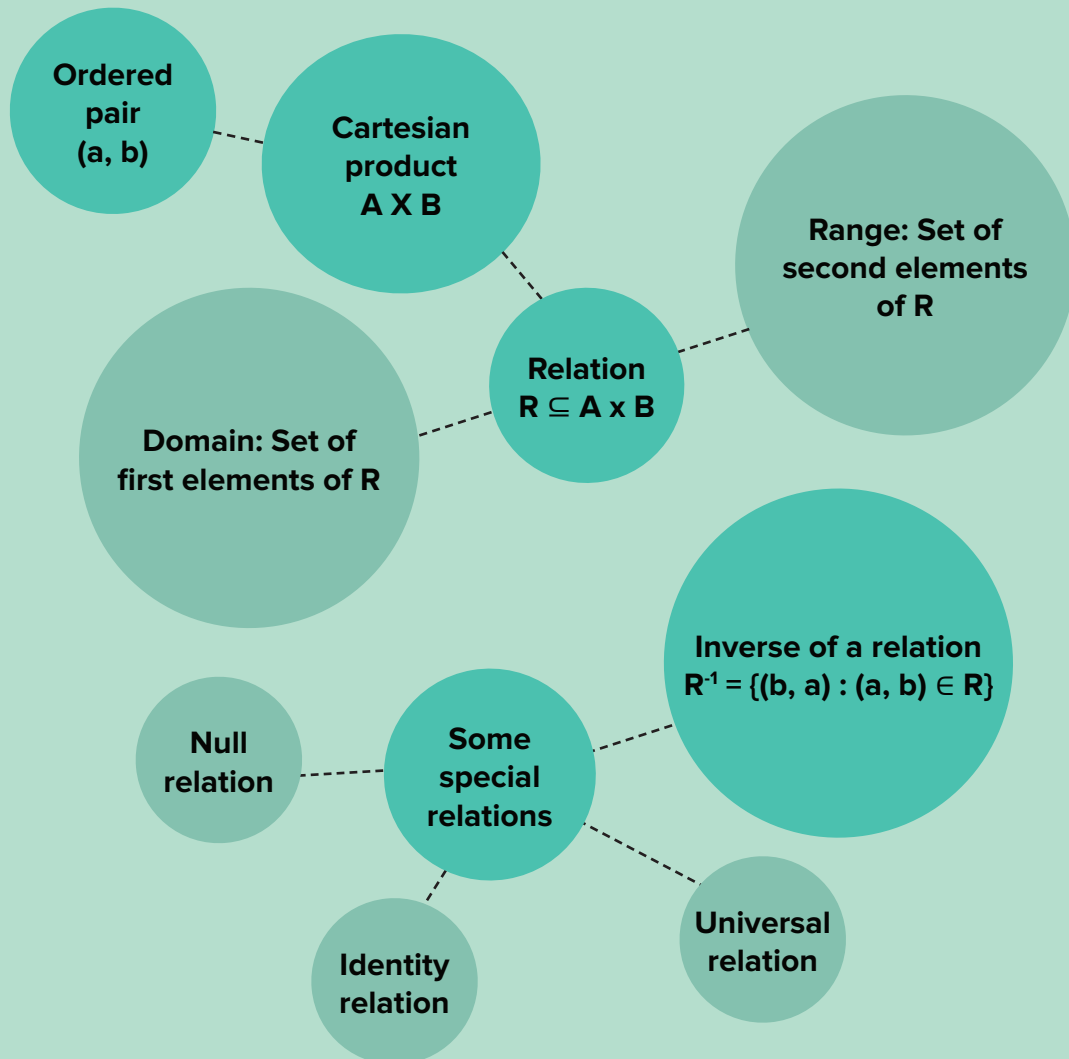 Ordered
pair
(a, b)
Cartesian
product
A X B
Range: Set of
second elements
of R
Relation
R ⊆ A x B
Domain: Set of
first elements of R
Inverse of a relation
R⁻¹ = {(b, a) : (a, b) ∈ R}
Null
relation
Some
special
relations
Universal
relation
Identity
relation